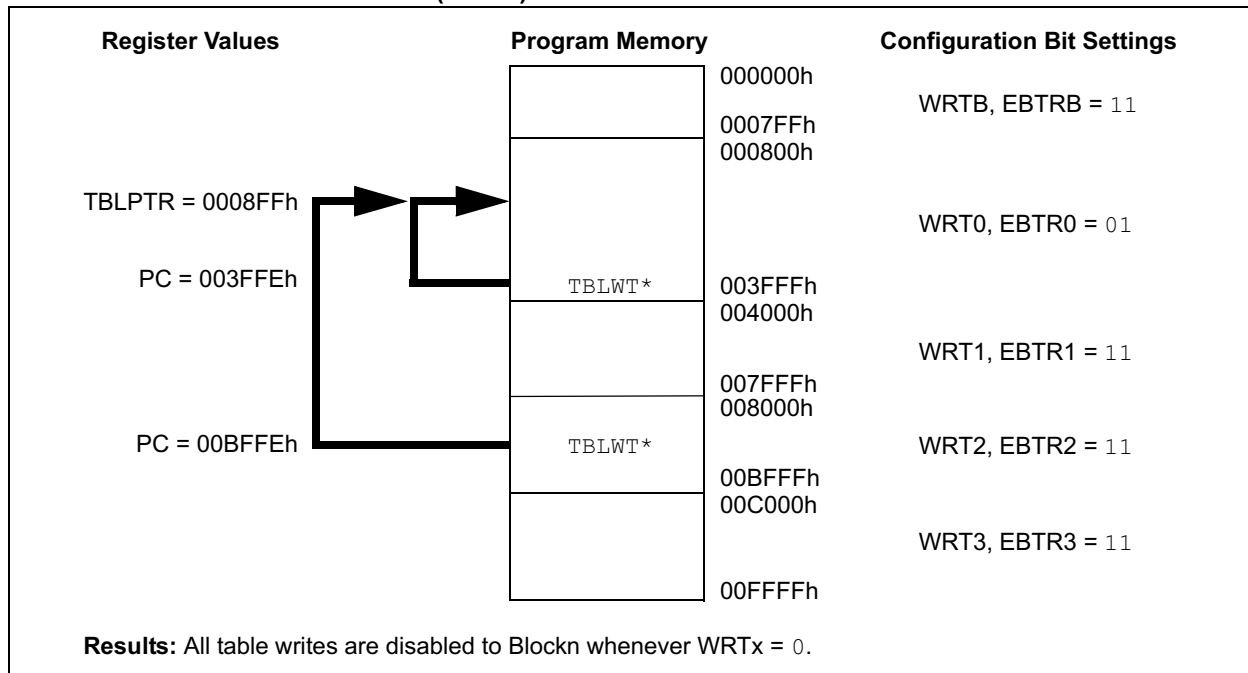 Register Values Program Memory Configuration Bit Settings
000000h
WRTB, EBTRB = 11
0007FFh
000800h
TBLPTR = 0008FFh
WRT0, EBTR0 = 01
PC = 003FFEh
TBLWT*
003FFFh
004000h
WRT1, EBTR1 = 11
007FFFh
008000h
PC = 00BFFEh
TBLWT*
WRT2, EBTR2 = 11
00BFFFh
00C000h
WRT3, EBTR3 = 11
00FFFFh
Results: All table writes are disabled to Blockn whenever WRTx = 0.